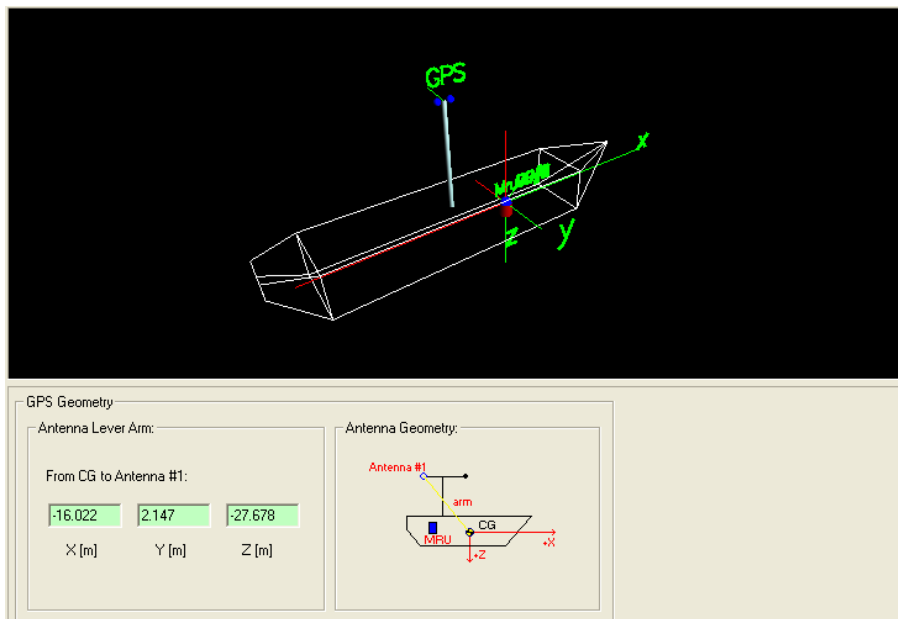 GPS
X
Z
y
GPS Geometry
Antenna Lever Arm:
From CG to Antenna #1:
-16.022 2.147 -27.678
X [m] Y [m] Z [m]
Antenna Geometry:
Antenna #1
arm
CG
MRU
+X
+Z